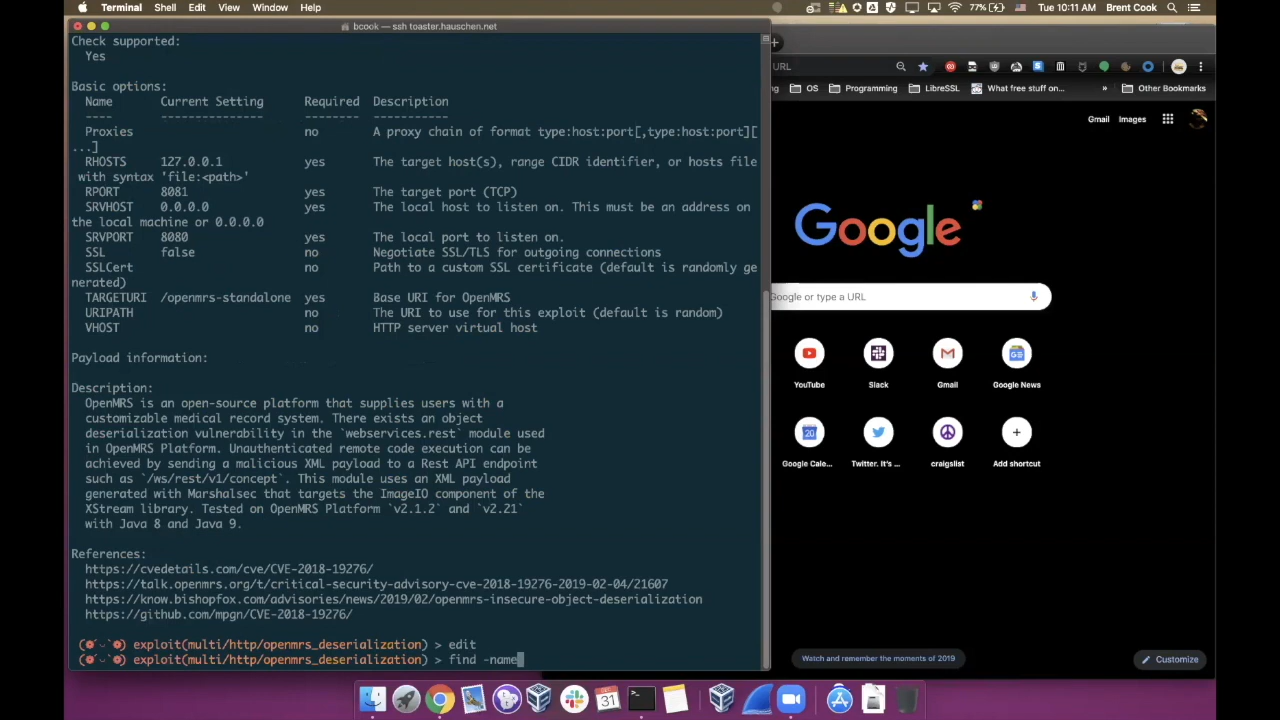 Terminal Shell Edit View Window Help
77% Tue 10:11 AM Brent Cook
bcook — ssh toaster.hauschen.net
Check supported:
Yes
Basic options:
Name Current Setting Required Description
---- --------------- -------- -----------
Proxies no A proxy chain of format type:host:port[,type:host:port][
...]
RHOSTS 127.0.0.1 yes The target host(s), range CIDR identifier, or hosts file
with syntax 'file:<path>'
RPORT 8081 yes The target port (TCP)
SRVHOST 0.0.0.0 yes The local host to listen on. This must be an address on
the local machine or 0.0.0.0
SRVPORT 8080 yes The local port to listen on.
SSL false no Negotiate SSL/TLS for outgoing connections
SSLCert no Path to a custom SSL certificate (default is randomly ge
nerated)
TARGETURI /openmrs-standalone yes Base URI for OpenMRS
URIPATH no The URI to use for this exploit (default is random)
VHOST no HTTP server virtual host
Payload information:
Description:
OpenMRS is an open-source platform that supplies users with a
customizable medical record system. There exists an object
deserialization vulnerability in the `webservices.rest` module used
in OpenMRS Platform. Unauthenticated remote code execution can be
achieved by sending a malicious XML payload to a Rest API endpoint
such as `/ws/rest/v1/concept`. This module uses an XML payload
generated with Marshalsec that targets the ImageIO component of the
XStream library. Tested on OpenMRS Platform `v2.1.2` and `v2.21`
with Java 8 and Java 9.
References:
https://cvedetails.com/cve/CVE-2018-19276/
https://talk.openmrs.org/t/critical-security-advisory-cve-2018-19276-2019-02-04/21607
https://know.bishopfox.com/advisories/news/2019/02/openmrs-insecure-object-deserialization
https://github.com/mpgn/CVE-2018-19276/
(❁´◡`❁) exploit(multi/http/openmrs_deserialization) > edit
(❁´◡`❁) exploit(multi/http/openmrs_deserialization) > find -name
URL
ng OS Programming LibreSSL What free stuff on... » Other Bookmarks
Gmail Images
Google
Google or type a URL
YouTube Slack Gmail Google News
20
Google Cale... Twitter. It's ... craigslist Add shortcut
Watch and remember the moments of 2019
Customize
31